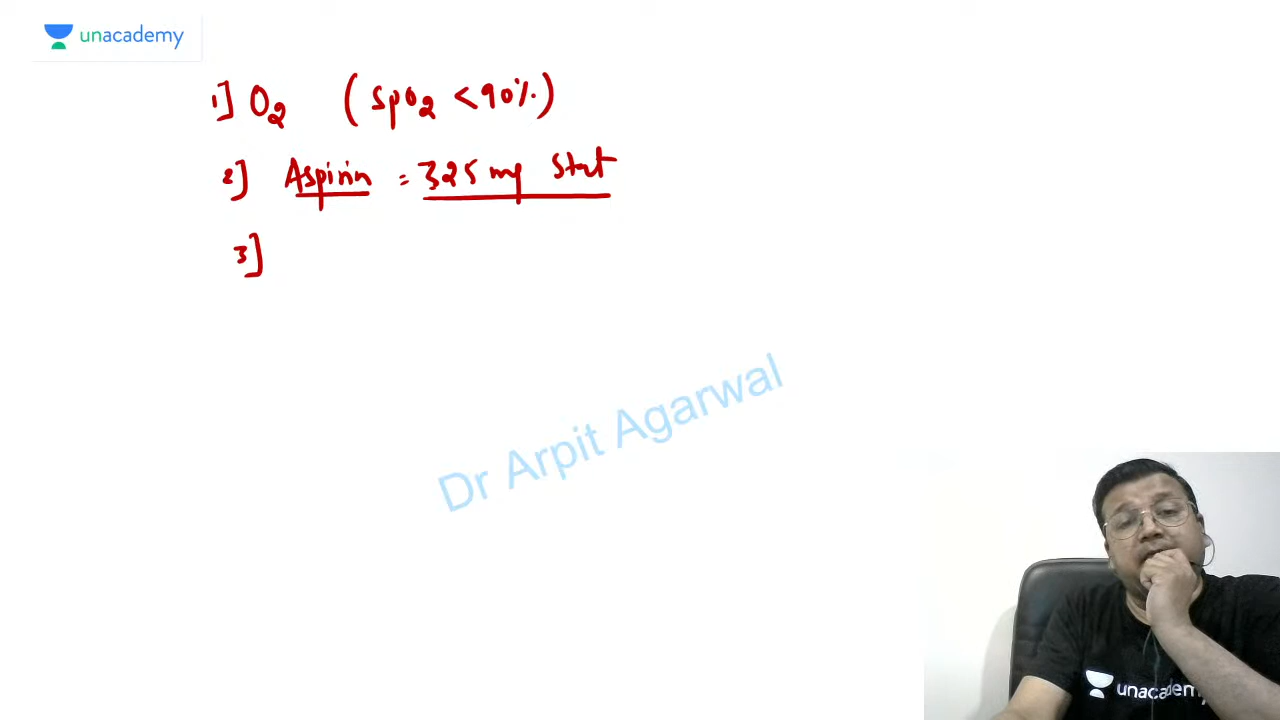 unacademy
1] O2 (SpO2 <90%)
2] Aspirin = 325 mg Stat
3]
Dr Arpit Agarwal
unacademy